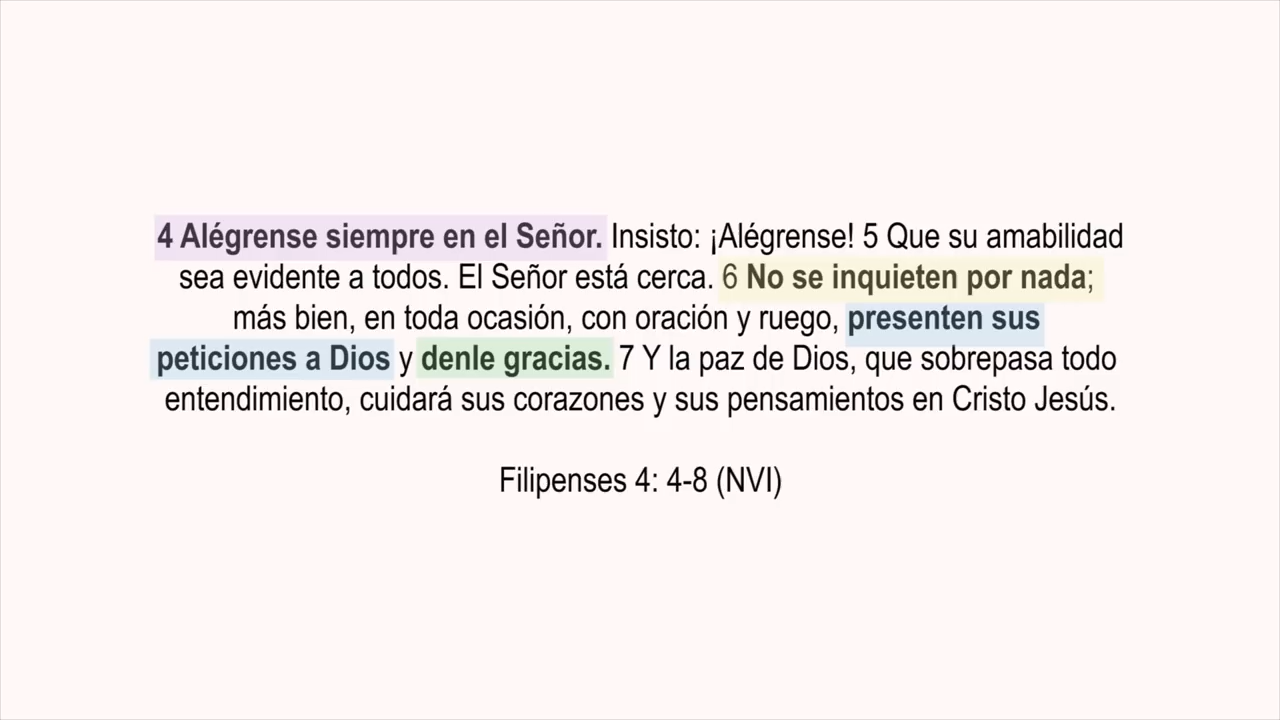 4 Alégrense siempre en el Señor. Insisto: ¡Alégrense! 5 Que su amabilidad
sea evidente a todos. El Señor está cerca. 6 No se inquieten por nada;
más bien, en toda ocasión, con oración y ruego, presenten sus
peticiones a Dios y denle gracias. 7 Y la paz de Dios, que sobrepasa todo
entendimiento, cuidará sus corazones y sus pensamientos en Cristo Jesús.
Filipenses 4: 4-8 (NVI)